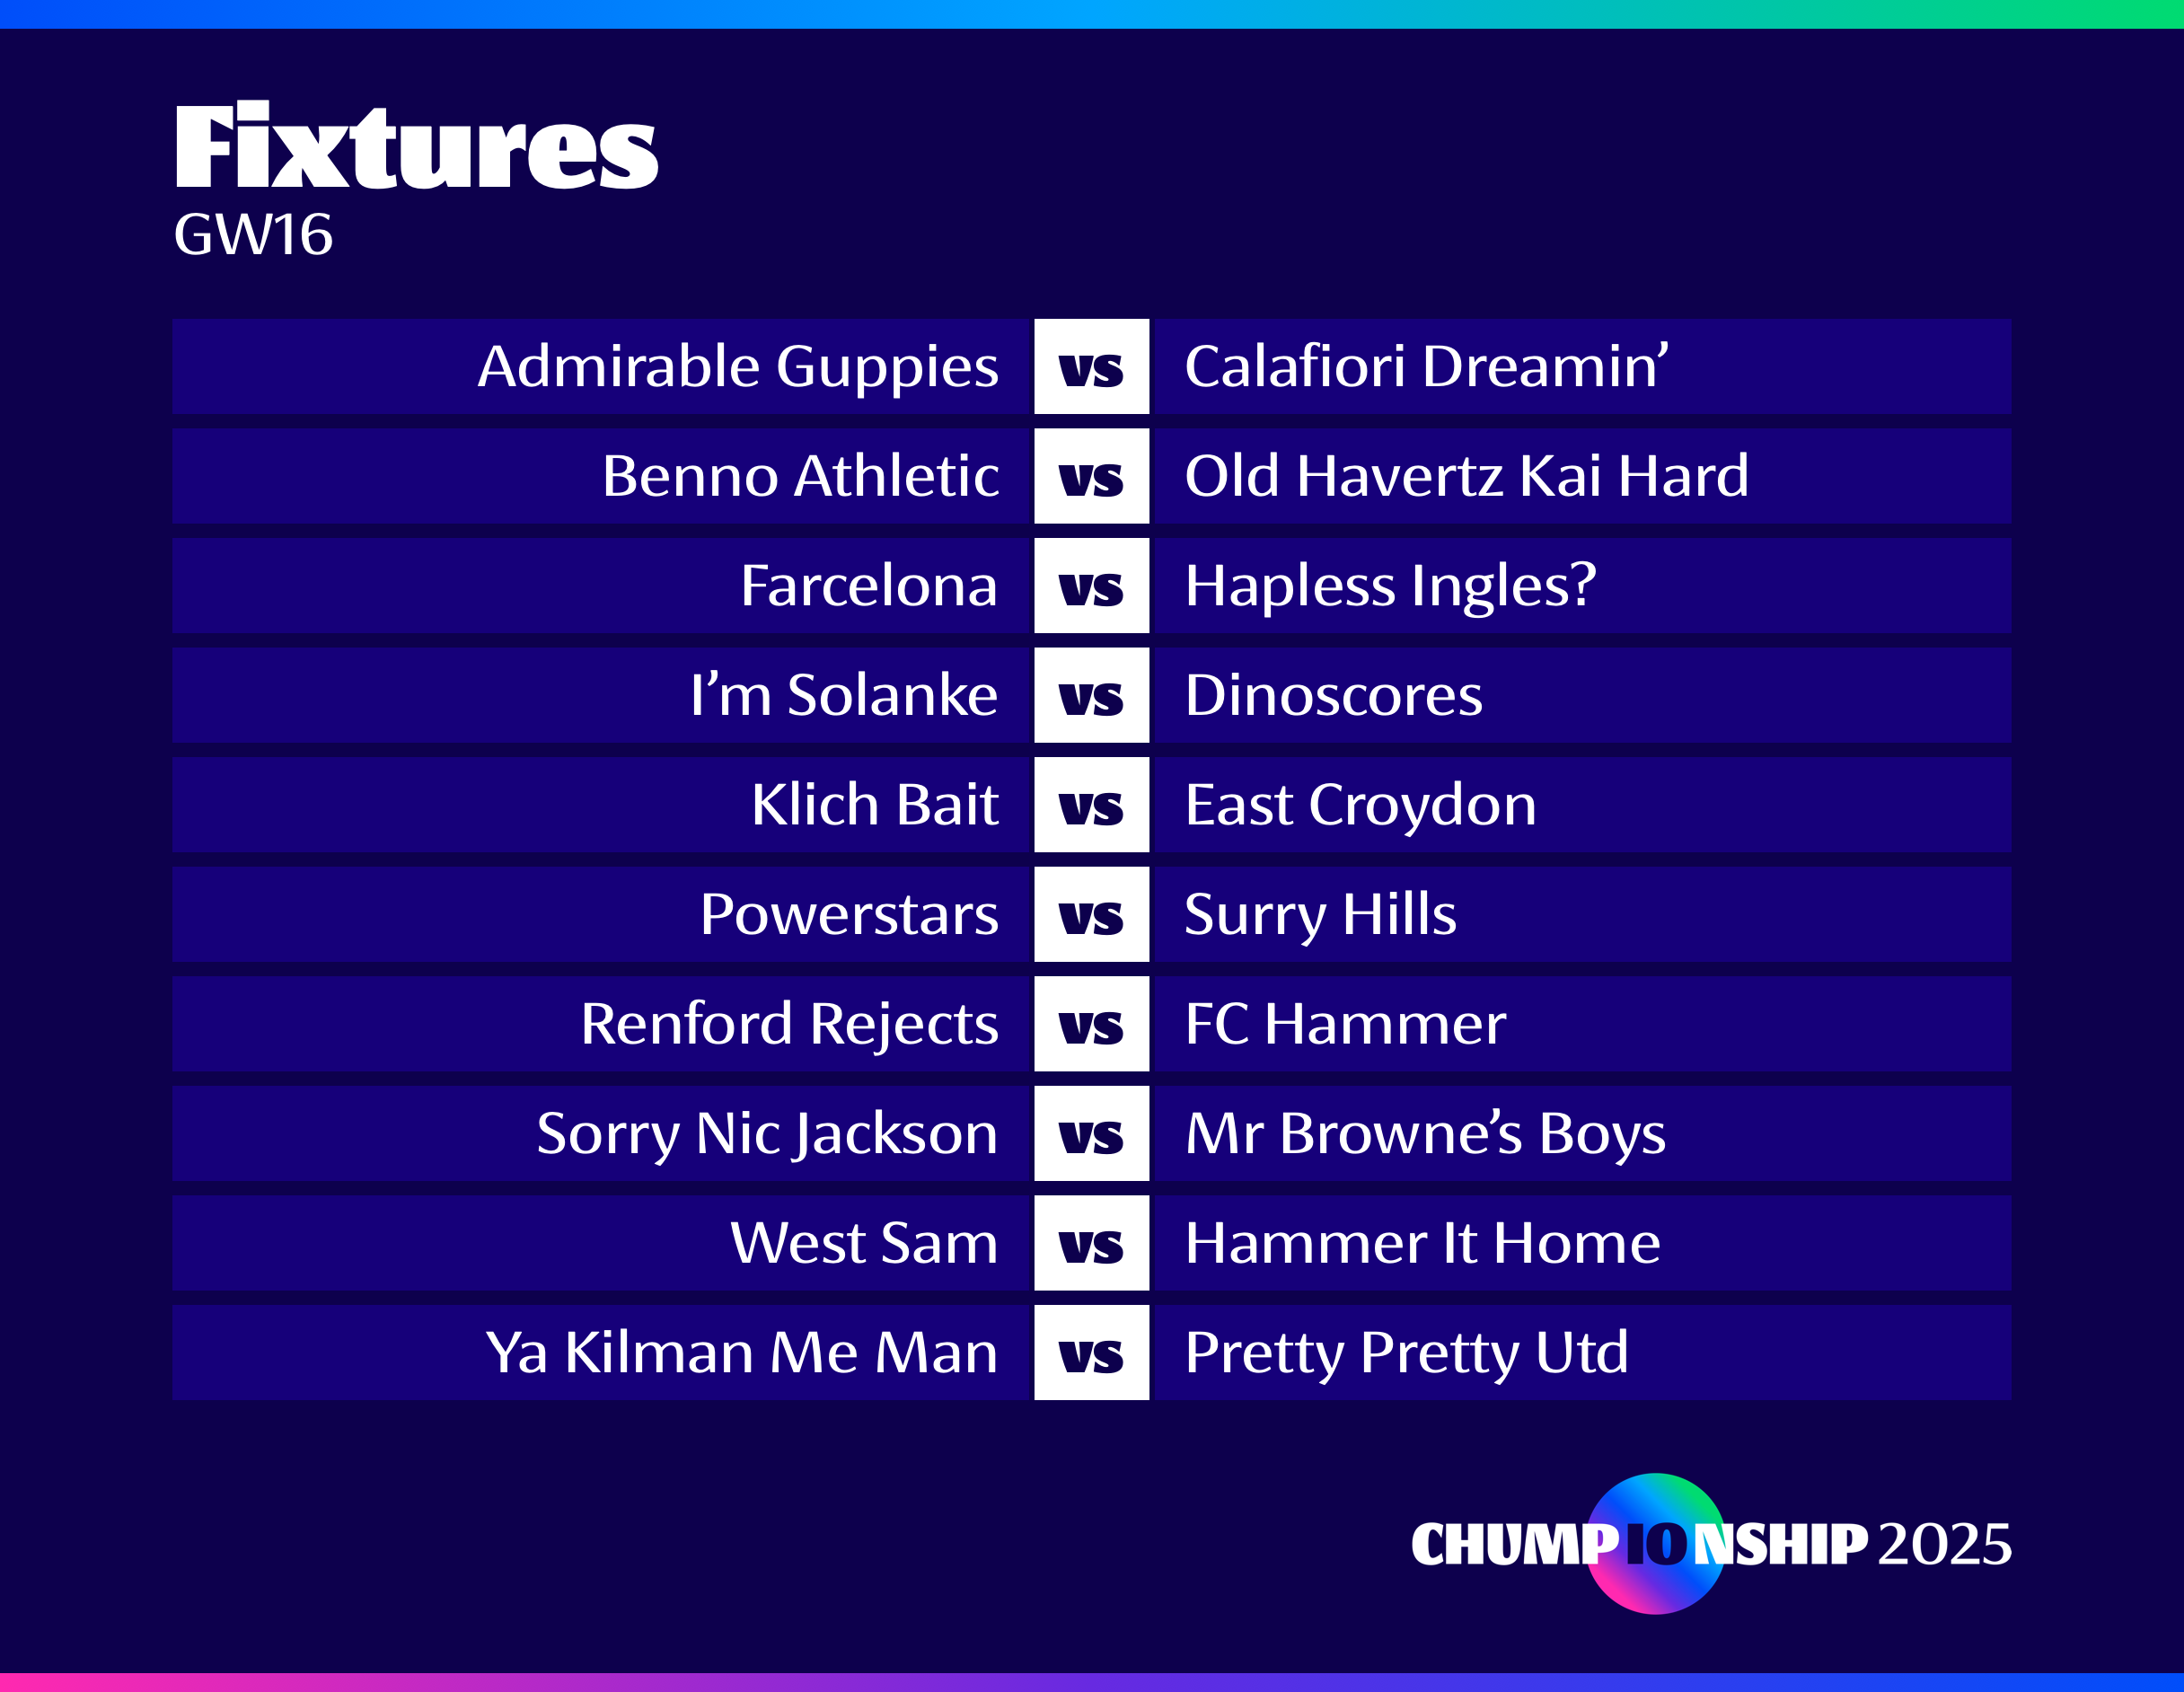 Fixtures
GW16
Admirable Guppies vs Calafiori Dreamin’
Benno Athletic vs Old Havertz Kai Hard
Farcelona vs Hapless Ingles?
I’m Solanke vs Dinoscores
Klich Bait vs East Croydon
Powerstars vs Surry Hills
Renford Rejects vs FC Hammer
Sorry Nic Jackson vs Mr Browne’s Boys
West Sam vs Hammer It Home
Ya Kilman Me Man vs Pretty Pretty Utd
CHUMPIONSHIP 2025